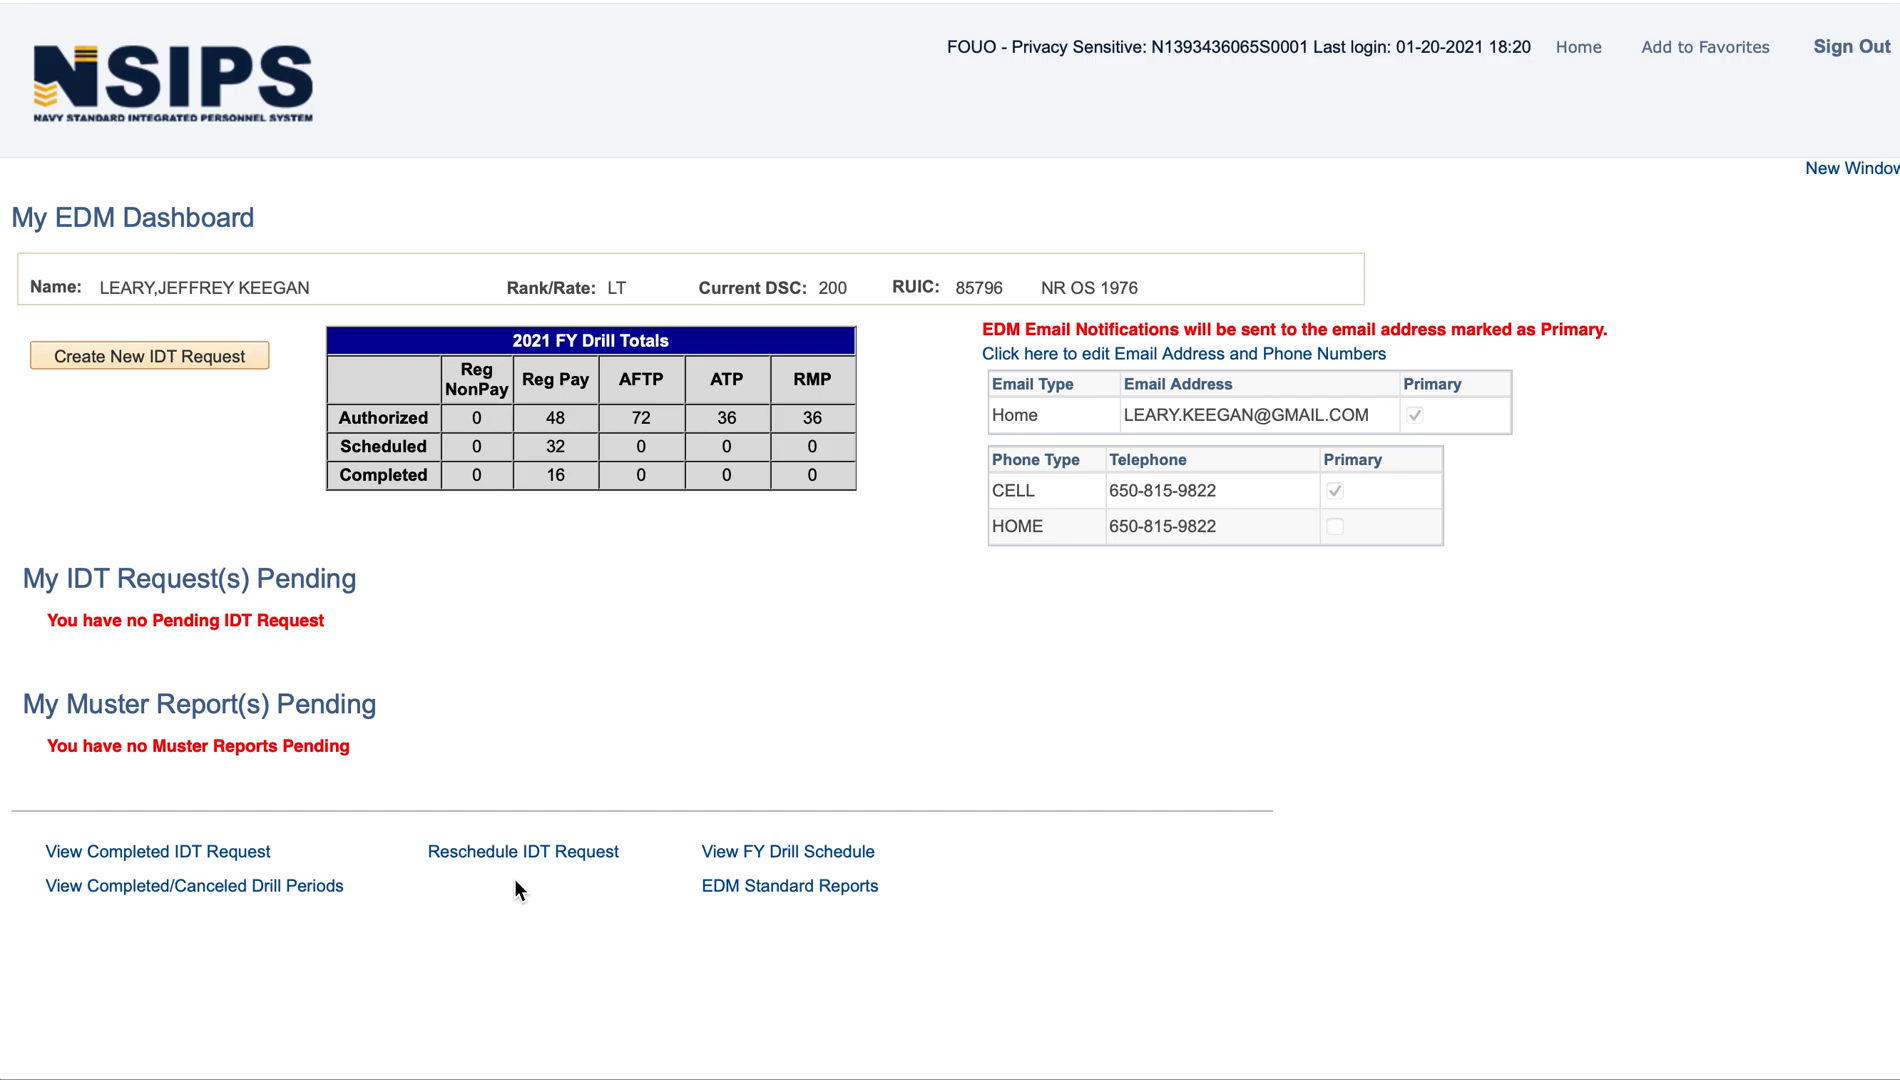 NSIPS
NAVY STANDARD INTEGRATED PERSONNEL SYSTEM
FOUO - Privacy Sensitive: N1393436065S0001 Last login: 01-20-2021 18:20 Home Add to Favorites Sign Out
New Window
My EDM Dashboard
Name: LEARY,JEFFREY KEEGAN Rank/Rate: LT Current DSC: 200 RUIC: 85796 NR OS 1976
Create New IDT Request
2021 FY Drill Totals
Reg NonPay Reg Pay AFTP ATP RMP
Authorized 0 48 72 36 36
Scheduled 0 32 0 0 0
Completed 0 16 0 0 0
EDM Email Notifications will be sent to the email address marked as Primary.
Click here to edit Email Address and Phone Numbers
Email Type Email Address Primary
Home LEARY.KEEGAN@GMAIL.COM
Phone Type Telephone Primary
CELL 650-815-9822
HOME 650-815-9822
My IDT Request(s) Pending
You have no Pending IDT Request
My Muster Report(s) Pending
You have no Muster Reports Pending
View Completed IDT Request Reschedule IDT Request View FY Drill Schedule
View Completed/Canceled Drill Periods EDM Standard Reports